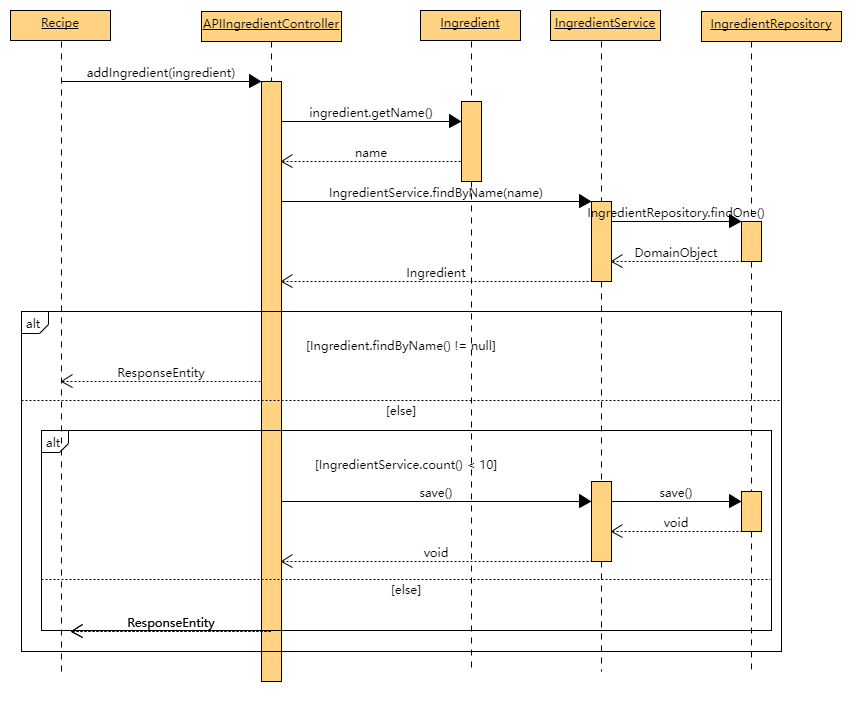 Recipe
APIIngredientController
Ingredient
IngredientService
IngredientRepository
addIngredient(ingredient)
ingredient.getName()
name
IngredientService.findByName(name)
IngredientRepository.findOne()
DomainObject
Ingredient
alt
[Ingredient.findByName() != null]
ResponseEntity
[else]
alt
[IngredientService.count() < 10]
save()
save()
void
void
[else]
ResponseEntity